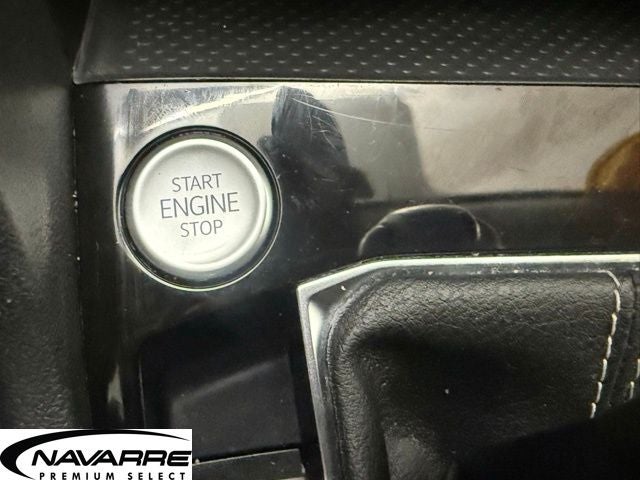 START
ENGINE
STOP
NAVARRE
PREMIUM SELECT